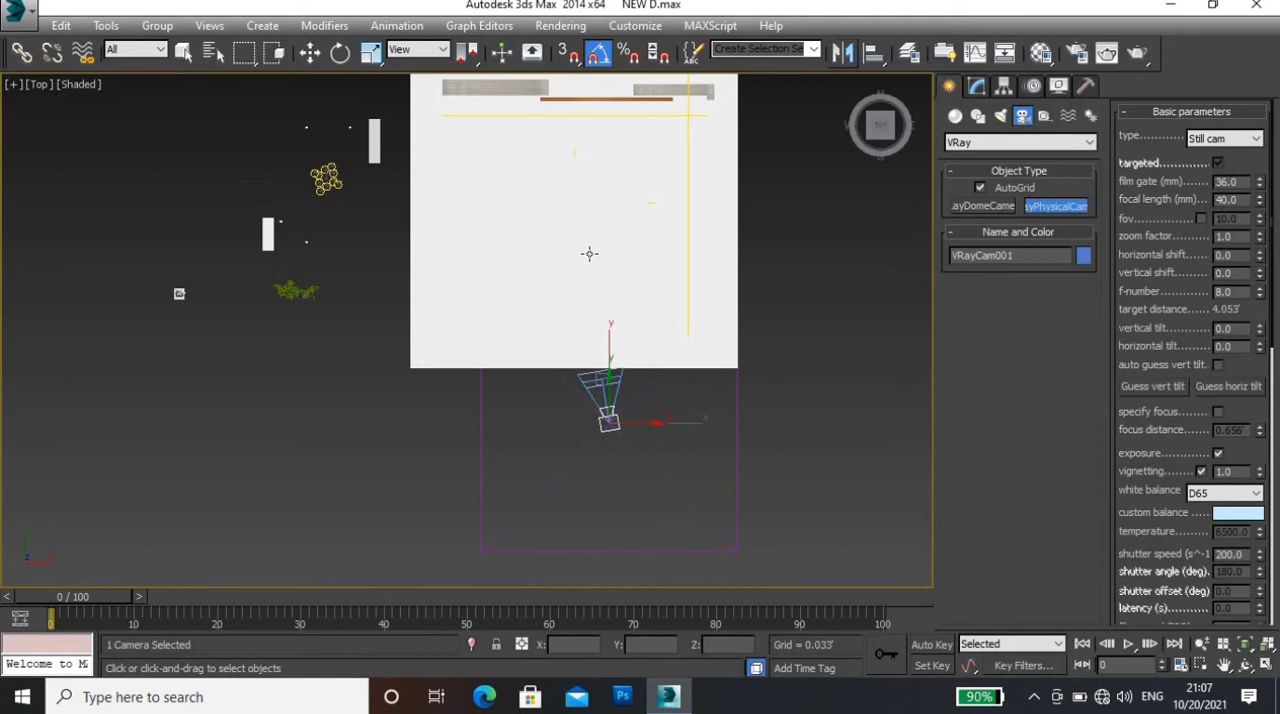 Autodesk 3ds Max 2014 x64 NEW D.max
Edit Tools Group Views Create Modifiers Animation Graph Editors Rendering Customize MAXScript Help
All View 3 Create Selection Se
[+] [Top] [Shaded]
TOP
VRay
Object Type
AutoGrid
.ayDomeCame ayPhysicalCam
Name and Color
VRayCam001
Basic parameters
type Still cam
targeted
film gate (mm) 36.0
focal length (mm) 40.0
fov 10.0
zoom factor 1.0
horizontal shift 0.0
vertical shift 0.0
f-number 8.0
target distance 4.053'
vertical tilt 0.0
horizontal tilt 0.0
auto guess vert tilt.
Guess vert tilt Guess horiz tilt
specify focus
focus distance 0.656'
exposure
vignetting 1.0
white balance D65
custom balance
temperature 6500.0
shutter speed (s^-1 200.0
shutter angle (deg). 180.0
shutter offset (deg) 0.0
latency (s) 0.0
y
y
x
0 / 100
0 10 20 30 40 50 60 70 80 90 100
1 Camera Selected X: Y: Z: Grid = 0.033' Auto Key Selected
Welcome to M Click or click-and-drag to select objects Add Time Tag Set Key Key Filters... 0
Type here to search 90% ENG 21:07
10/20/2021